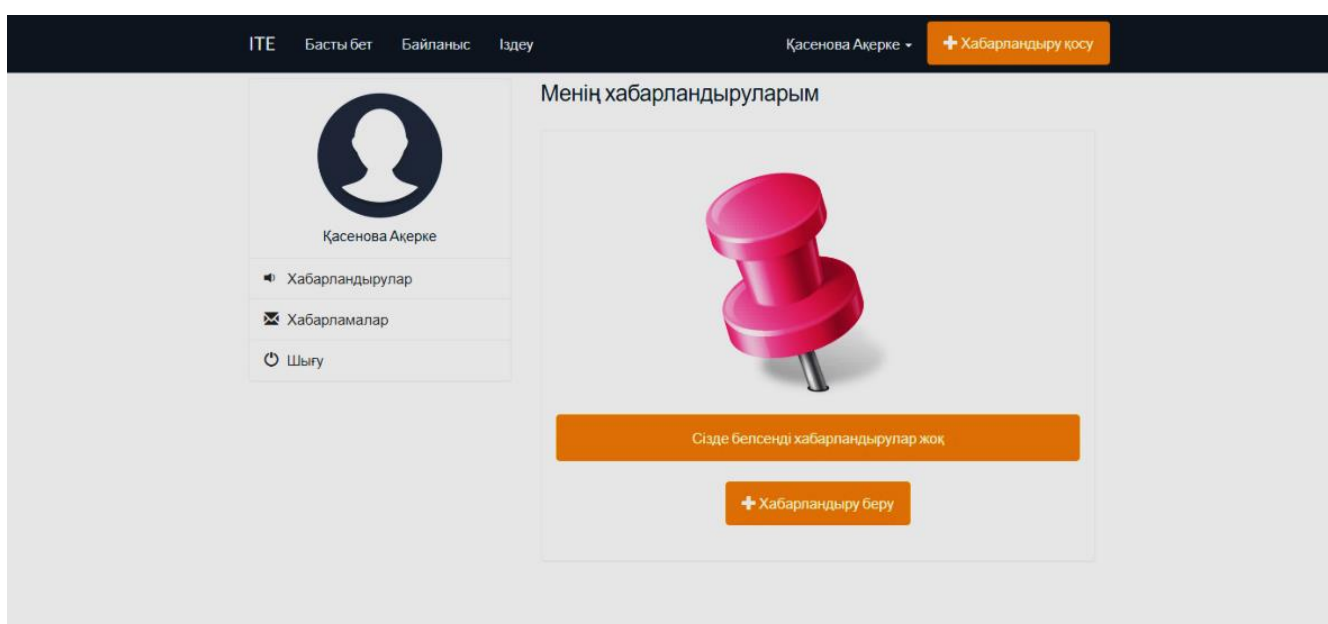 ITE Басты бет Байланыс Іздеу Қасенова Ақерке Хабарландыру қосу
Менің хабарландыруларым
Қасенова Ақерке
Хабарландырулар
Хабарламалар
Шығу
Сізде белсенді хабарландырулар жоқ
Хабарландыру беру